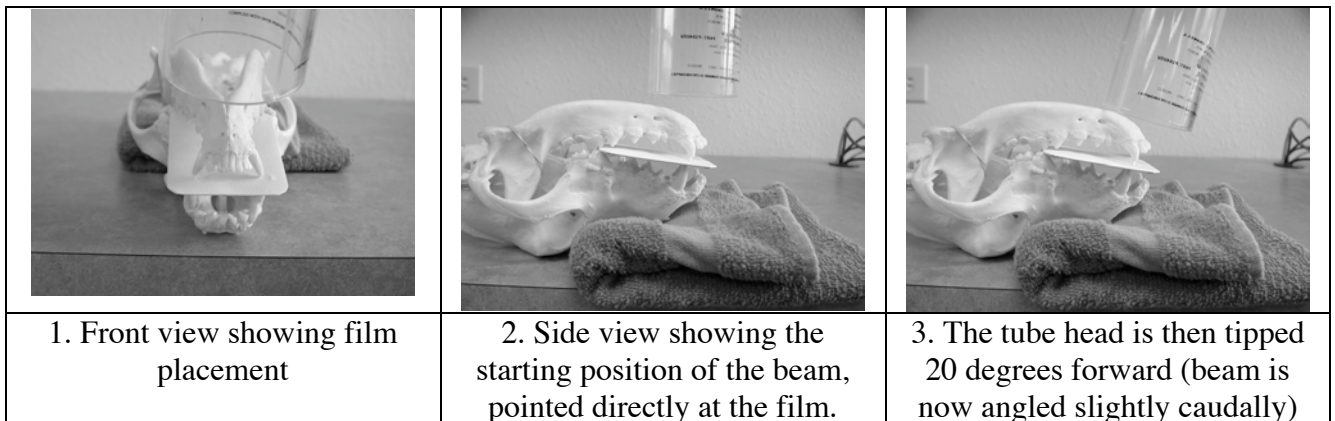 1. Front view showing film
placement
2. Side view showing the
starting position of the beam,
pointed directly at the film.
3. The tube head is then tipped
20 degrees forward (beam is
now angled slightly caudally)